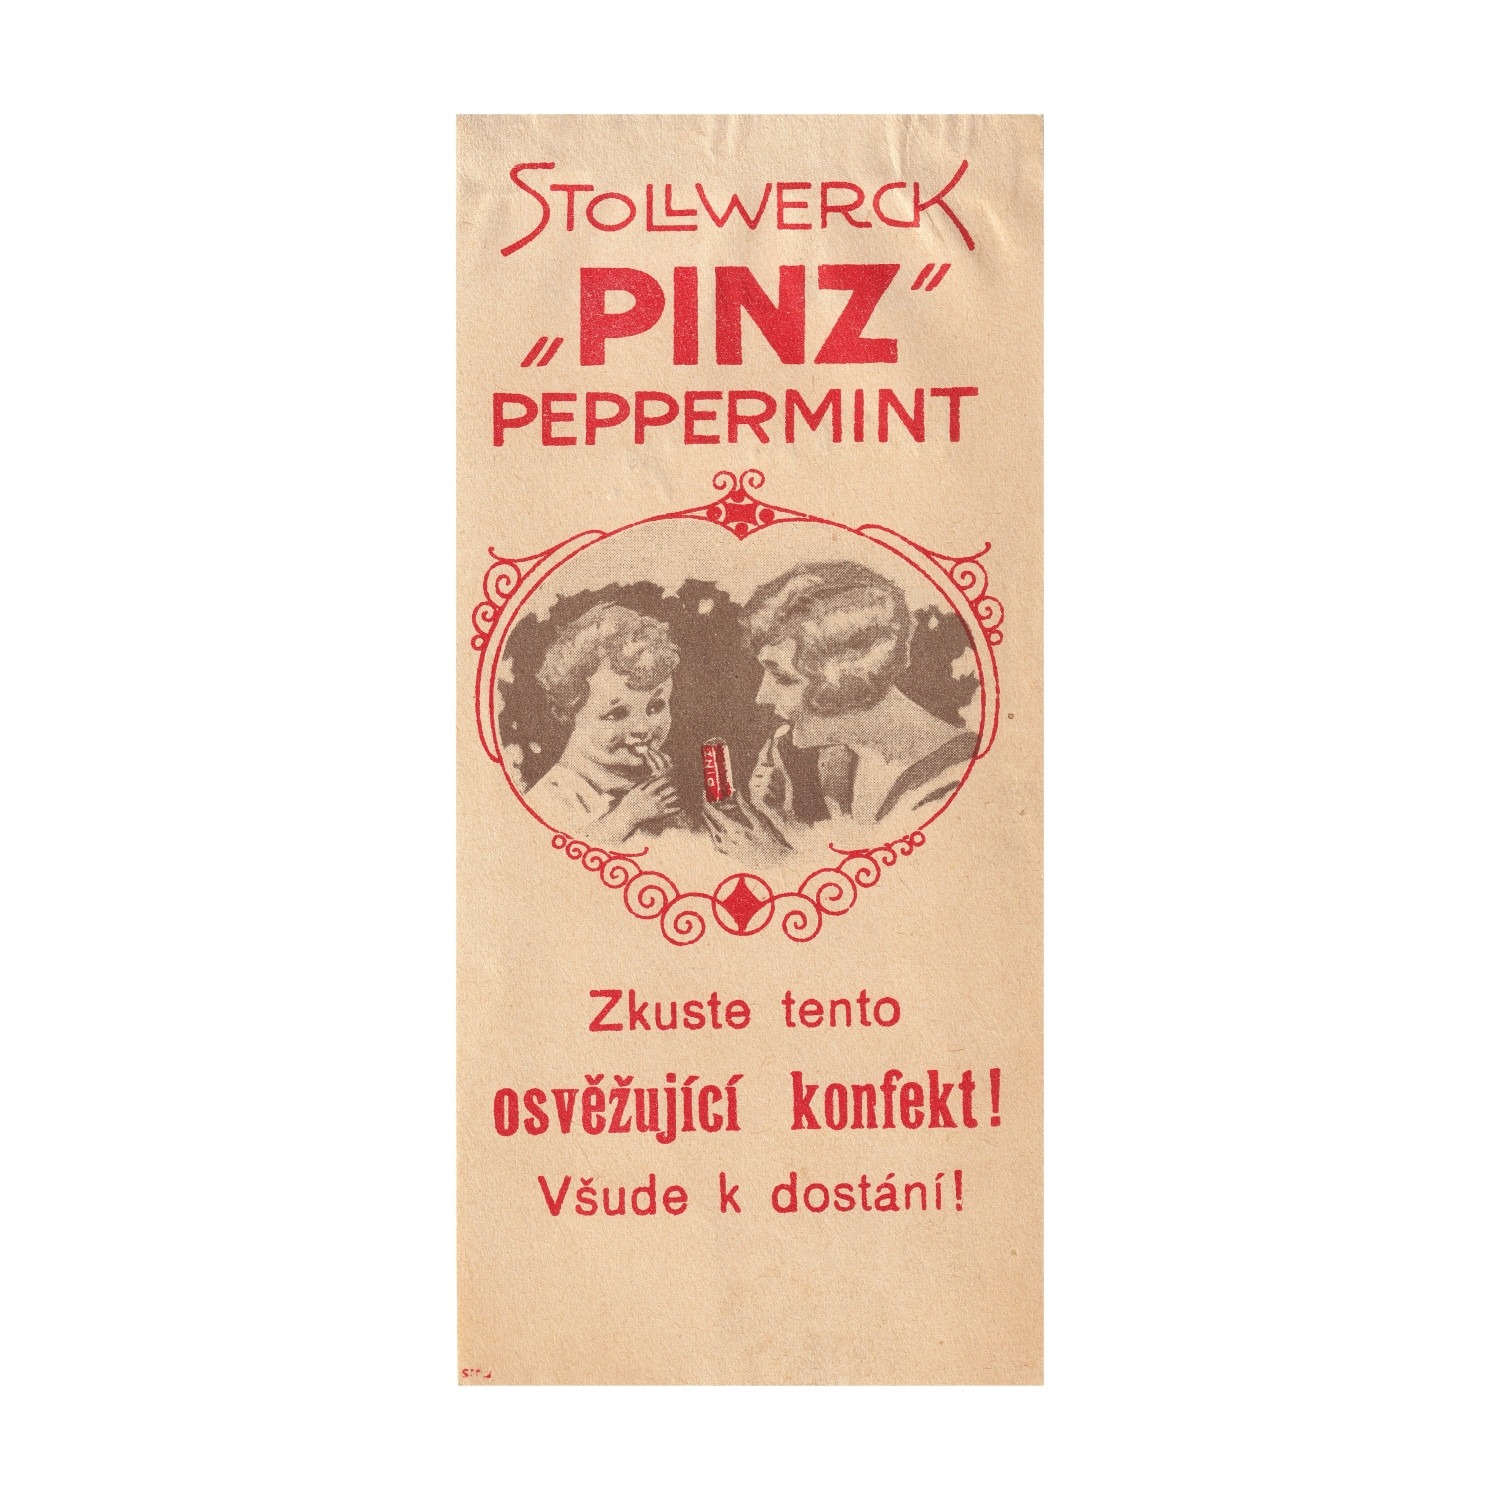 STOLLWERCK
„PINZ“
PEPPERMINT
PINZ
Zkuste tento
osvěžující konfekt!
Všude k dostání!